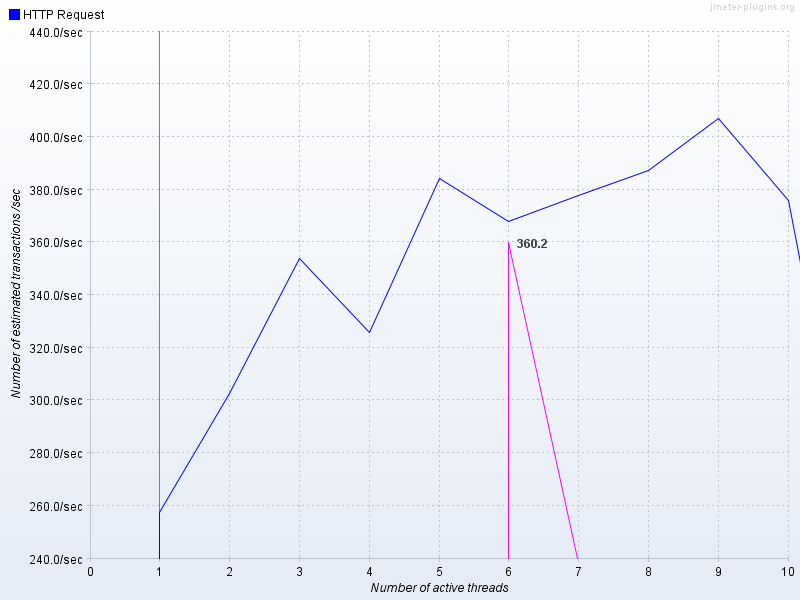 jmeter-plugins.org
HTTP Request
440.0/sec
420.0/sec
400.0/sec
380.0/sec
360.0/sec
340.0/sec
320.0/sec
300.0/sec
280.0/sec
260.0/sec
240.0/sec
Number of estimated transactions /sec
360.2
0 1 2 3 4 5 6 7 8 9 10
Number of active threads